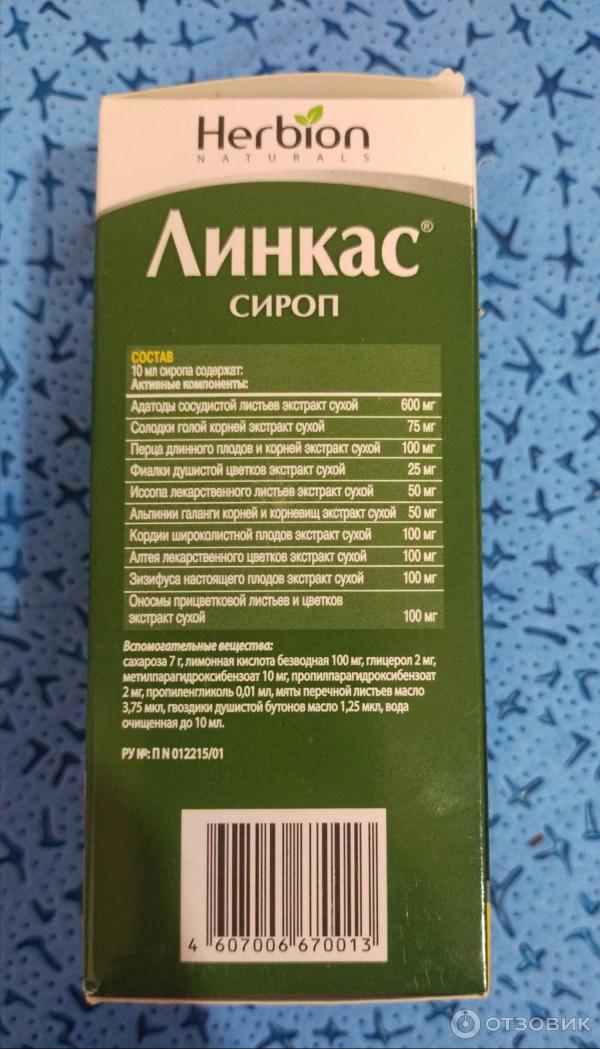 Herbion
NATURALS
Линкас®
СИРОП
СОСТАВ
10 мл сиропа содержат:
Активные компоненты:
Адатоды сосудистой листьев экстракт сухой 600 мг
Солодки голой корней экстракт сухой 75 мг
Перца длинного плодов и корней экстракт сухой 100 мг
Фиалки душистой цветков экстракт сухой 25 мг
Иссопа лекарственного листьев экстракт сухой 50 мг
Альпинии галанги корней и корневищ экстракт сухой 50 мг
Кордии широколистной плодов экстракт сухой 100 мг
Алтея лекарственного цветков экстракт сухой 100 мг
Зизифуса настоящего плодов экстракт сухой 100 мг
Оносмы прицветковой листьев и цветков
экстракт сухой 100 мг
Вспомогательные вещества:
сахароза 7 г, лимонная кислота безводная 100 мг, глицерол 2 мг,
метилпарагидроксибензоат 10 мг, пропилпарагидроксибензоат
2 мг, пропиленгликоль 0,01 мл, мяты перечной листьев масло
3,75 мкл, гвоздики душистой бутонов масло 1,25 мкл, вода
очищенная до 10 мл.
РУ №: П N 012215/01
4 607006 670013
ОТЗОВИК